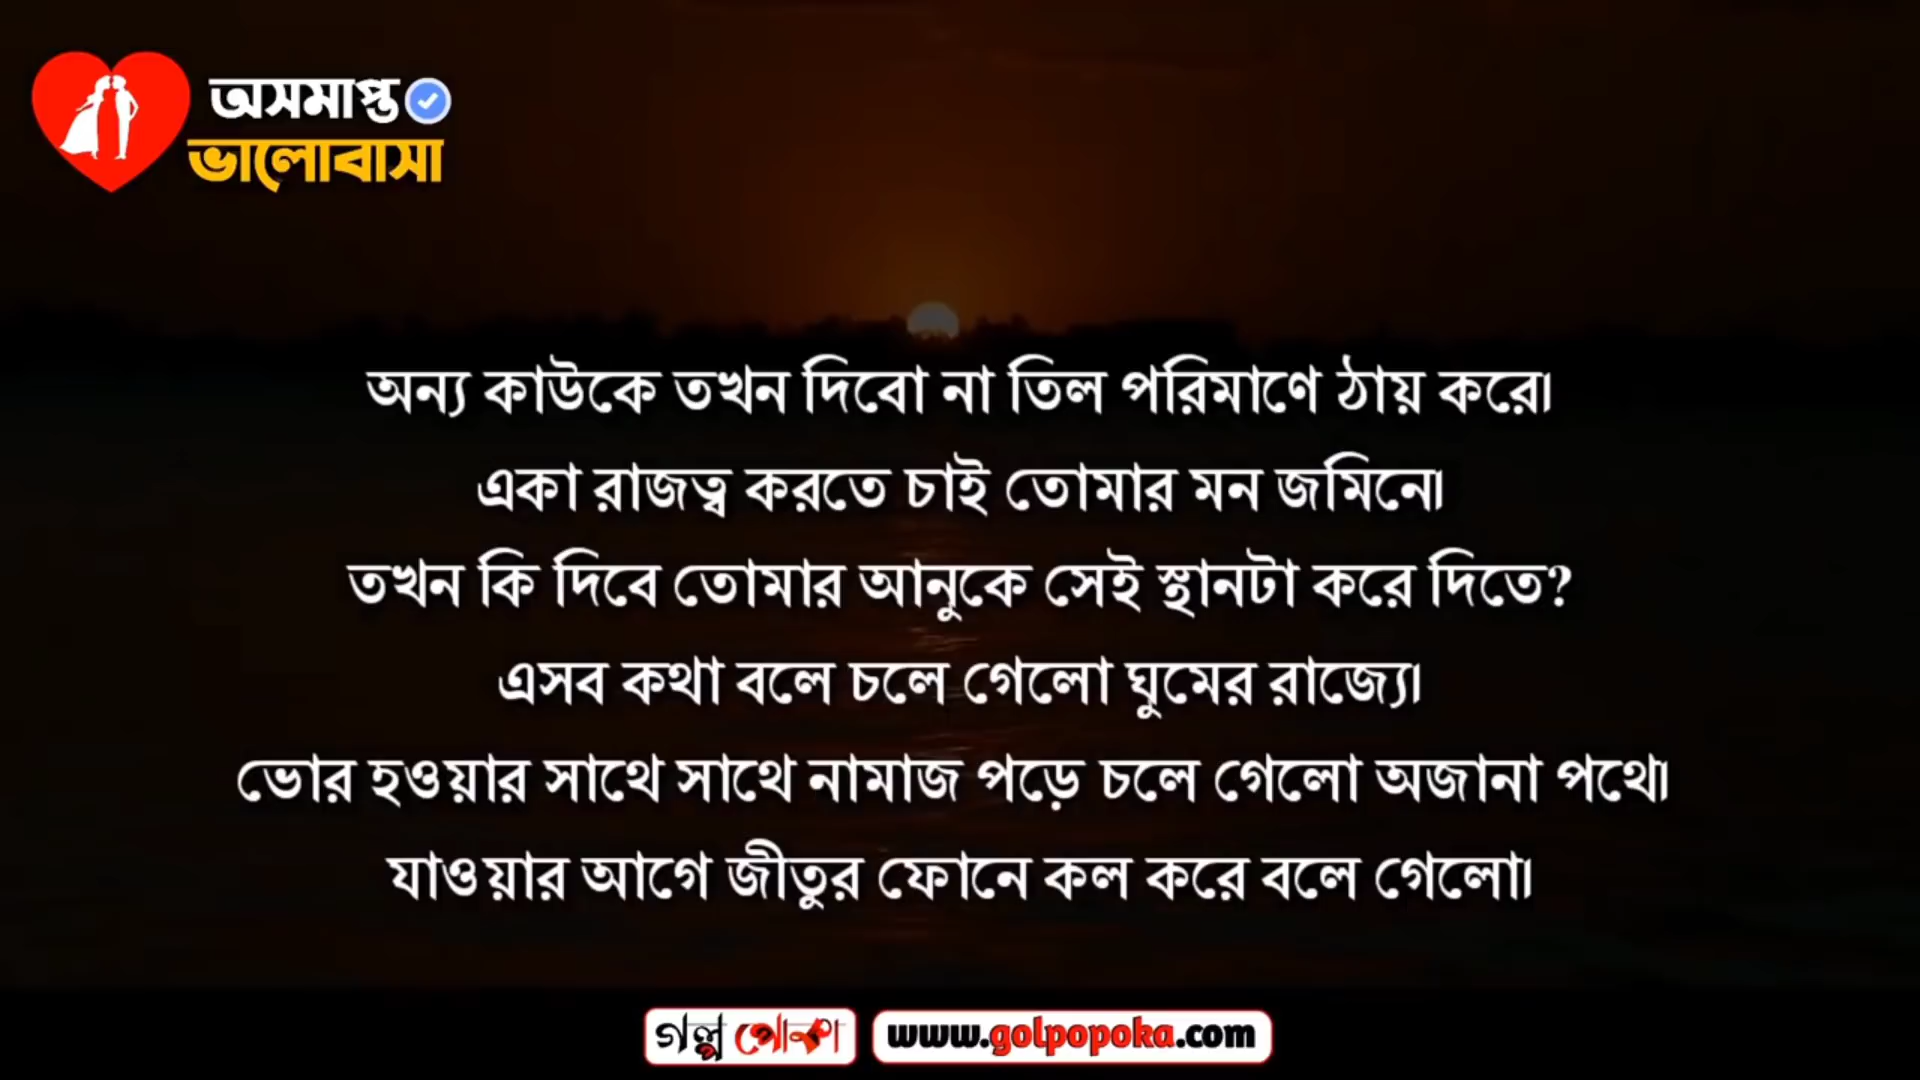 অসমাপ্ত
ভালোবাসা
অন্য কাউকে তখন দিবো না তিল পরিমাণে ঠায় করে।
একা রাজত্ব করতে চাই তোমার মন জমিনে।
তখন কি দিবে তোমার আনুকে সেই স্থানটা করে দিতে?
এসব কথা বলে চলে গেলো ঘুমের রাজ্যে।
ভোর হওয়ার সাথে সাথে নামাজ পড়ে চলে গেলো অজানা পথে।
যাওয়ার আগে জীতুর ফোনে কল করে বলে গেলো।
গল্প পোকা www.golpopoka.com